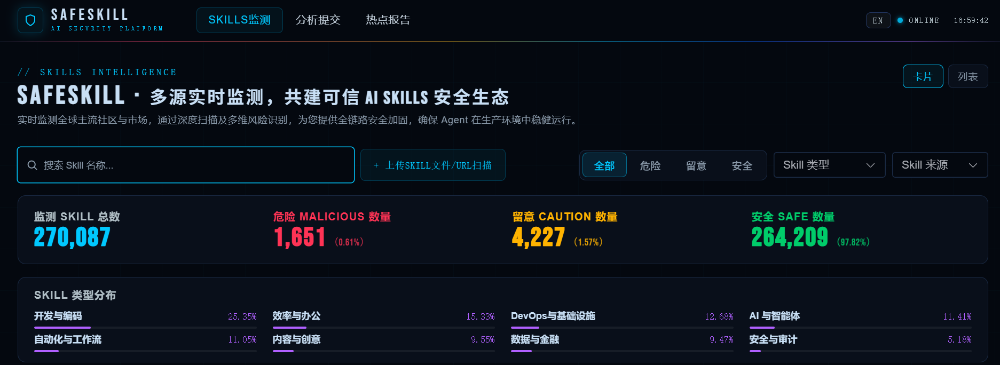 SAFESKILL
AI SECURITY PLATFORM
SKILLS监测
分析提交
热点报告
EN
ONLINE
16:59:42
// SKILLS INTELLIGENCE
SAFESKILL · 多源实时监测，共建可信 AI SKILLS 安全生态
实时监测全球主流社区与市场，通过深度扫描及多维风险识别，为您提供全链路安全加固，确保 Agent 在生产环境中稳健运行。
卡片
列表
搜索 Skill 名称...
+ 上传SKILL文件/URL扫描
全部
危险
留意
安全
Skill 类型
Skill 来源
监测 SKILL 总数
270,087
危险 MALICIOUS 数量
1,651 (0.61%)
留意 CAUTION 数量
4,227 (1.57%)
安全 SAFE 数量
264,209 (97.82%)
SKILL 类型分布
开发与编码 25.35%
效率与办公 15.33%
DevOps与基础设施 12.68%
AI 与智能体 11.41%
自动化与工作流 11.05%
内容与创意 9.55%
数据与金融 9.47%
安全与审计 5.18%